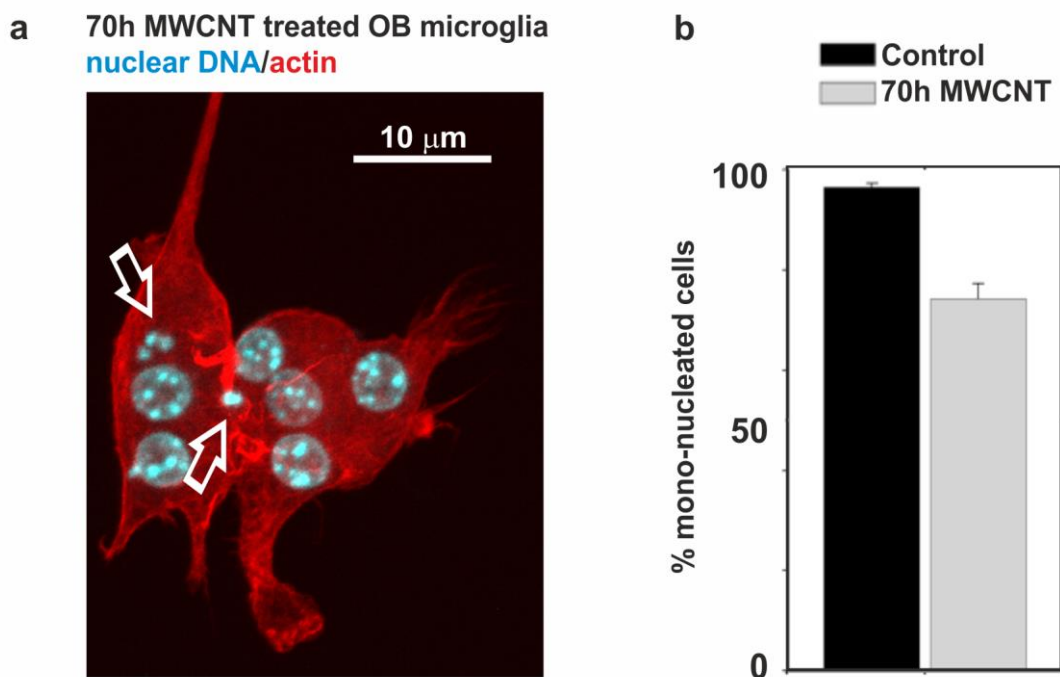 a
70h MWCNT treated OB microglia
nuclear DNA/actin
10 μm
b
Control
70h MWCNT
% mono-nucleated cells
100
50
0